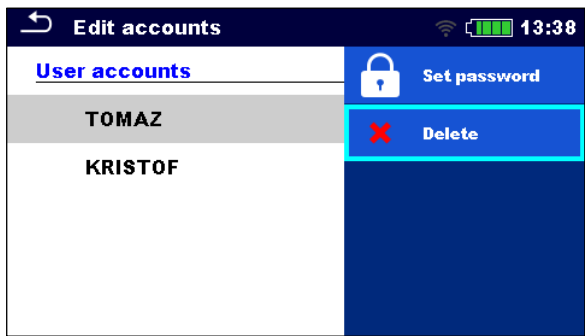 Edit accounts 13:38
User accounts
Set password
TOMAZ
Delete
KRISTOF